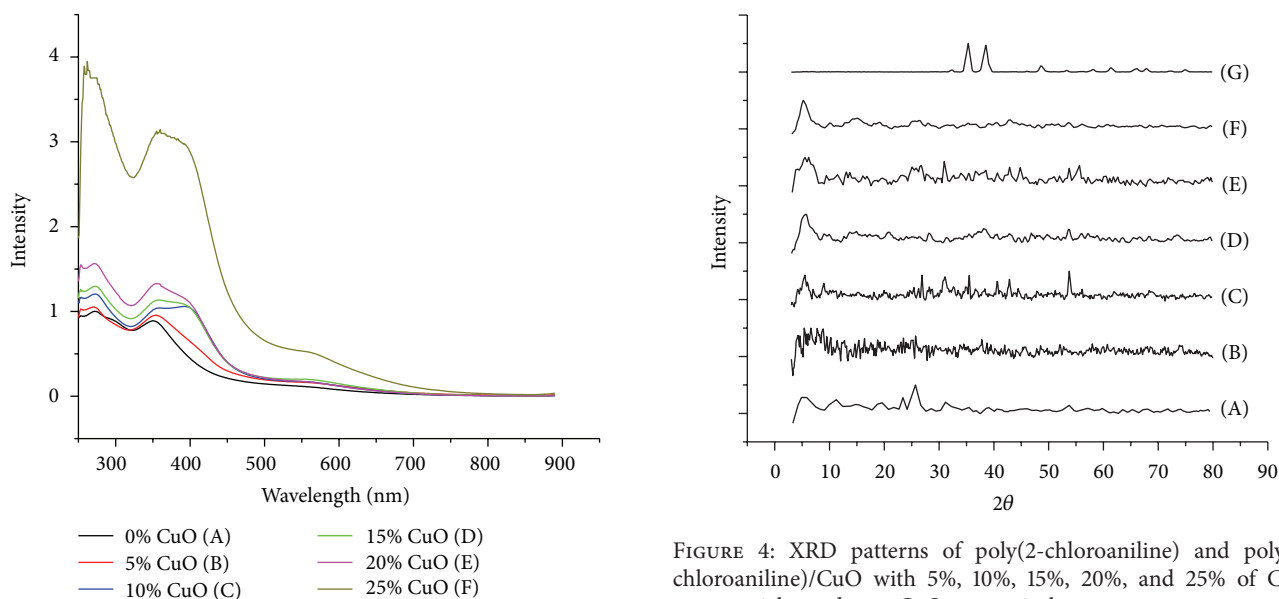 4
3
2
1
0
Intensity
300 400 500 600 700 800 900
Wavelength (nm)
0% CuO (A)
5% CuO (B)
10% CuO (C)
15% CuO (D)
20% CuO (E)
25% CuO (F)
(G)
(F)
(E)
(D)
(C)
(B)
(A)
Intensity
0 10 20 30 40 50 60 70 80 90
2θ
FIGURE 4: XRD patterns of poly(2-chloroaniline) and poly
chloroaniline)/CuO with 5%, 10%, 15%, 20%, and 25% of C